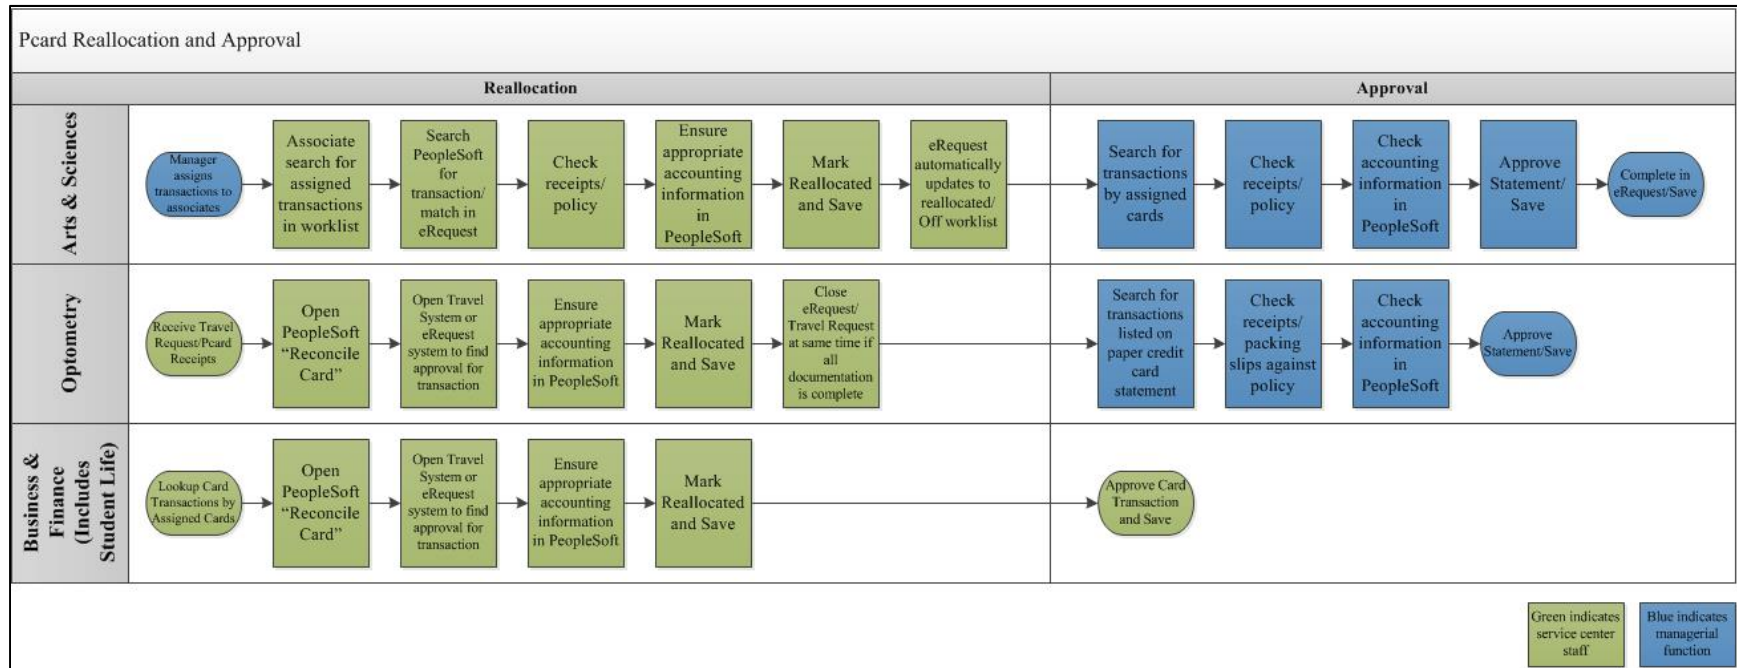 Pcard Reallocation and Approval
Reallocation
Approval
Arts & Sciences
Manager
assigns
transactions to
associates
Associate
search for
assigned
transactions
in worklist
Search
PeopleSoft
for
transaction/
match in
eRequest
Check
receipts/
policy
Ensure
appropriate
accounting
information
in
PeopleSoft
Mark
Reallocated
and Save
eRequest
automatically
updates to
reallocated/
Off worklist
Search for
transactions
by assigned
cards
Check
receipts/
policy
Check
accounting
information
in
PeopleSoft
Approve
Statement/
Save
Complete in
eRequest/Save
Optometry
Receive Travel
Request/Pcard
Receipts
Open
PeopleSoft
“Reconcile
Card”
Open Travel
System or
eRequest
system to find
approval for
transaction
Ensure
appropriate
accounting
information
in PeopleSoft
Mark
Reallocated
and Save
Close
eRequest/
Travel Request
at same time if
all
documentation
is complete
Search for
transactions
listed on
paper credit
card
statement
Check
receipts/
packing
slips against
policy
Check
accounting
information
in
PeopleSoft
Approve
Statement/Save
Business &
Finance
(Includes
Student Life)
Lookup Card
Transactions by
Assigned Cards
Open
PeopleSoft
“Reconcile
Card”
Open Travel
System or
eRequest
system to find
approval for
transaction
Ensure
appropriate
accounting
information
in PeopleSoft
Mark
Reallocated
and Save
Approve Card
Transaction
and Save
Green indicates
service center
staff
Blue indicates
managerial
function